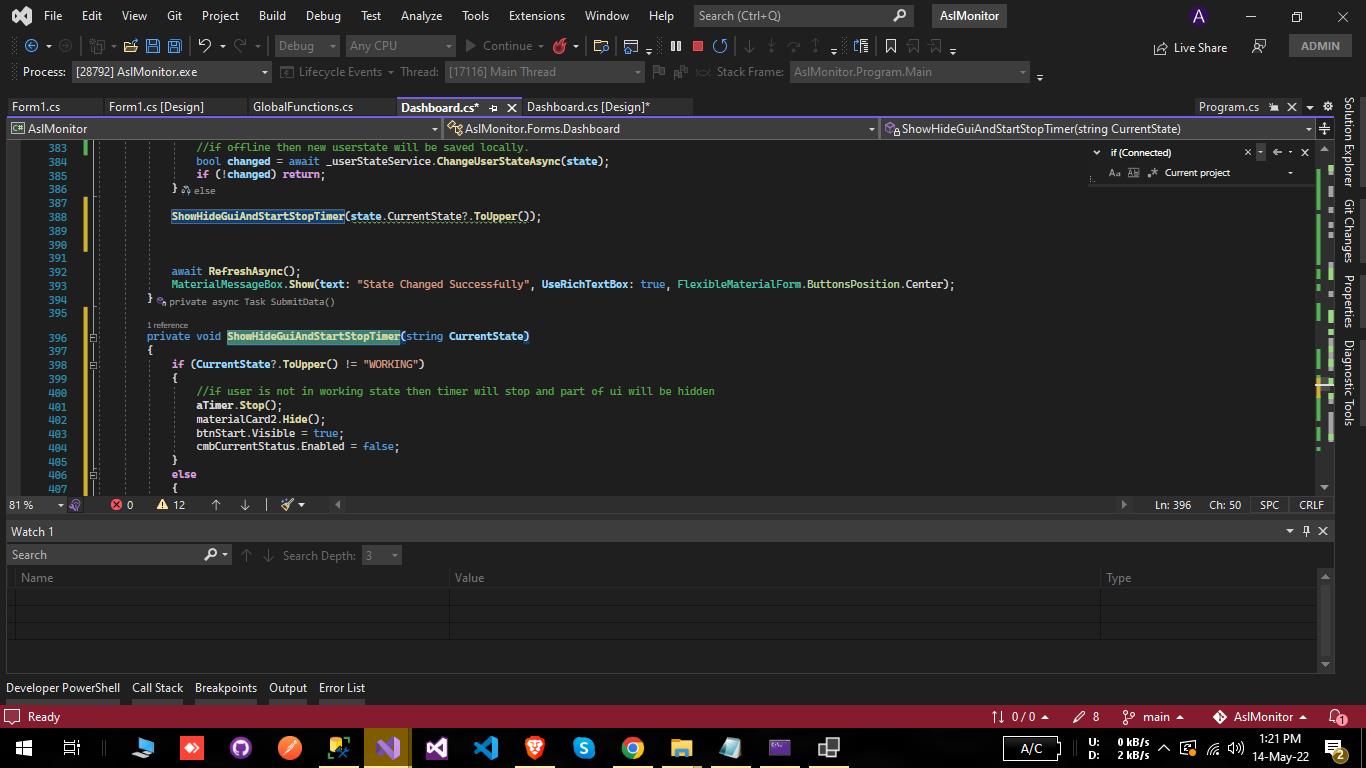 File Edit View Git Project Build Debug Test Analyze Tools Extensions Window Help Search (Ctrl+Q) AslMonitor A
Debug Any CPU Continue Live Share ADMIN
Process: [28792] AslMonitor.exe Lifecycle Events Thread: [17116] Main Thread Stack Frame: AslMonitor.Program.Main
Form1.cs Form1.cs [Design] GlobalFunctions.cs Dashboard.cs* Dashboard.cs [Design]* Program.cs
C# AslMonitor AslMonitor.Forms.Dashboard ShowHideGuiAndStartStopTimer(string CurrentState)
383 //if offline then new userstate will be saved locally.
384 bool changed = await _userStateService.ChangeUserStateAsync(state);
385 if (!changed) return;
386 } else
387
388 ShowHideGuiAndStartStopTimer(state.CurrentState?.ToUpper());
389
390
391
392 await RefreshAsync();
393 MaterialMessageBox.Show(text: "State Changed Successfully", UseRichTextBox: true, FlexibleMaterialForm.ButtonsPosition.Center);
394 } private async Task SubmitData()
395
1 reference
396 private void ShowHideGuiAndStartStopTimer(string CurrentState)
397 {
398 if (CurrentState?.ToUpper() != "WORKING")
399 {
400 //if user is not in working state then timer will stop and part of ui will be hidden
401 aTimer.Stop();
402 materialCard2.Hide();
403 btnStart.Visible = true;
404 cmbCurrentStatus.Enabled = false;
405 }
406 else
407 {
if (Connected)
Aa Current project
Solution Explorer
Git Changes
Properties
Diagnostic Tools
81 % 0 12 Ln: 396 Ch: 50 SPC CRLF
Watch 1
Search Search Depth: 3
Name Value Type
Developer PowerShell Call Stack Breakpoints Output Error List
Ready 0 / 0 8 main AslMonitor 1
A/C U: 0 kB/s 1:21 PM
D: 2 kB/s 14-May-22 2